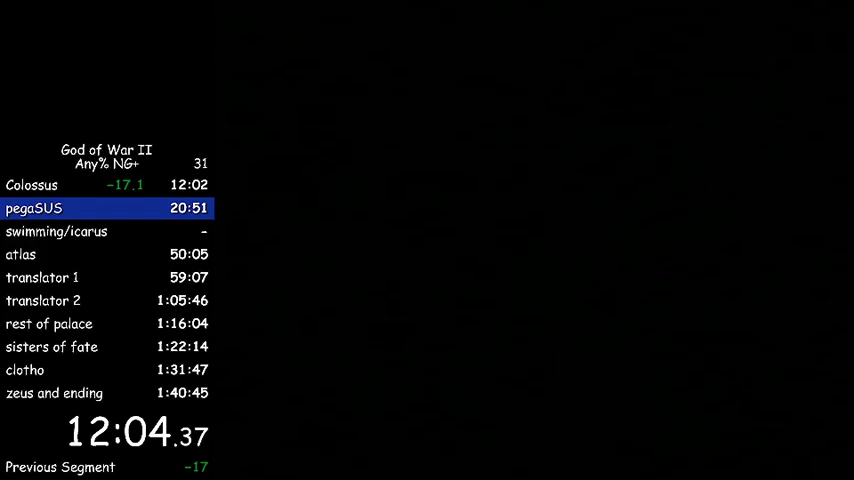 God of War II
Any% NG+ 31
Colossus -17.1 12:02
pegaSUS 20:51
swimming/icarus -
atlas 50:05
translator 1 59:07
translator 2 1:05:46
rest of palace 1:16:04
sisters of fate 1:22:14
clotho 1:31:47
zeus and ending 1:40:45
12:04.37
Previous Segment -17